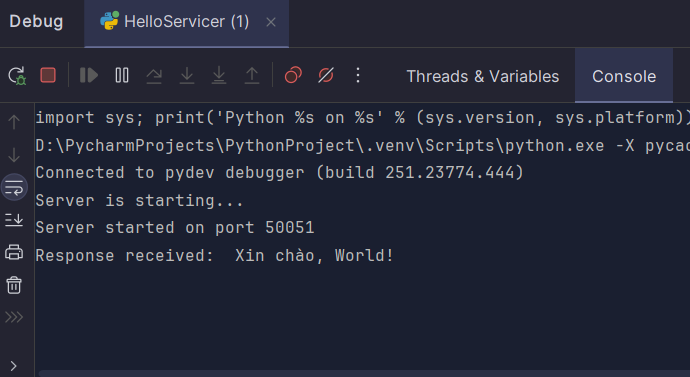 Debug
HelloServicer (1)
Threads & Variables
Console
import sys; print('Python %s on %s' % (sys.version, sys.platform))
D:\PycharmProjects\PythonProject\.venv\Scripts\python.exe -X pycac
Connected to pydev debugger (build 251.23774.444)
Server is starting...
Server started on port 50051
Response received:  Xin chào, World!